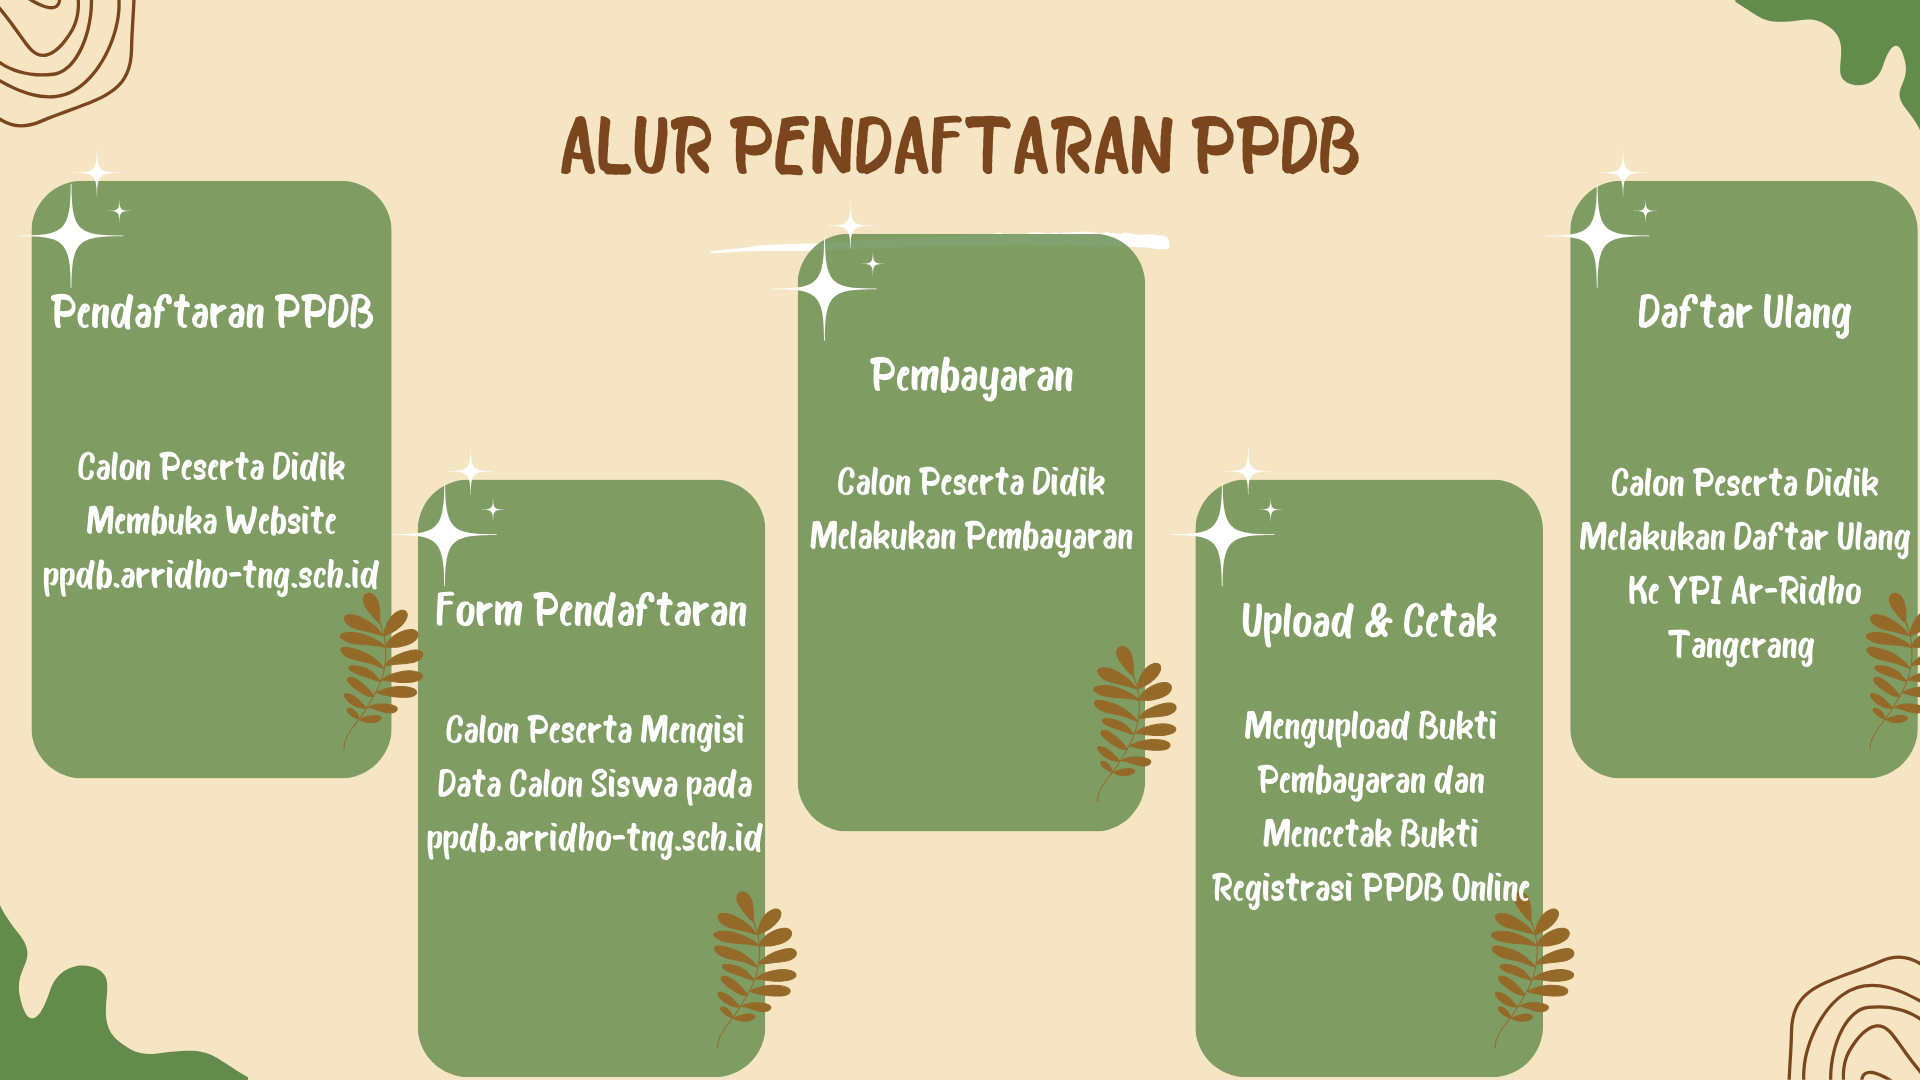 ALUR PENDAFTARAN PPDB
Pendaftaran PPDB
Calon Peserta Didik
Membuka Website
ppdb.arridho-tng.sch.id
Form Pendaftaran
Calon Peserta Mengisi
Data Calon Siswa pada
ppdb.arridho-tng.sch.id
Pembayaran
Calon Peserta Didik
Melakukan Pembayaran
Upload & Cetak
Mengupload Bukti
Pembayaran dan
Mencetak Bukti
Registrasi PPDB Online
Daftar Ulang
Calon Peserta Didik
Melakukan Daftar Ulang
Ke YPI Ar-Ridho
Tangerang